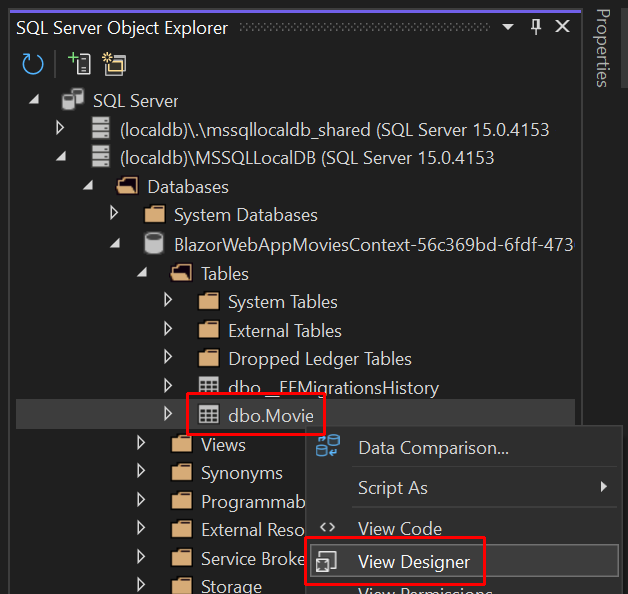 SQL Server Object Explorer
Properties
SQL Server
(localdb)\.\mssqllocaldb_shared (SQL Server 15.0.4153
(localdb)\MSSQLLocalDB (SQL Server 15.0.4153
Databases
System Databases
BlazorWebAppMoviesContext-56c369bd-6fdf-473
Tables
System Tables
External Tables
Dropped Ledger Tables
dbo.__EFMigrationsHistory
dbo.Movie
Views
Synonyms
Programmab
External Reso
Service Broke
Storage
Data Comparison...
Script As
View Code
View Designer
View Permissions